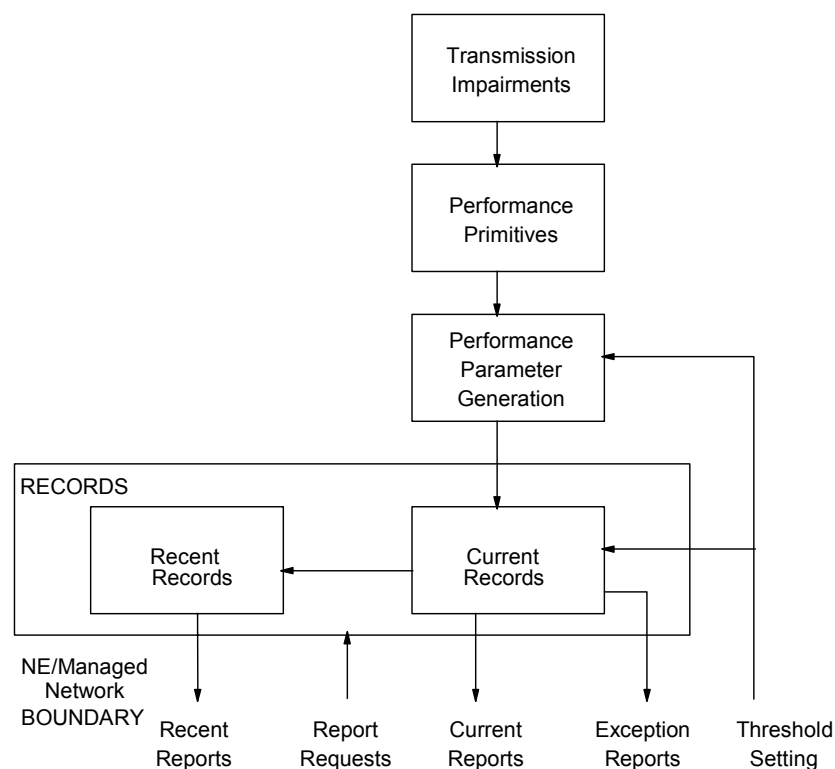 Transmission
Impairments
Performance
Primitives
Performance
Parameter
Generation
RECORDS
Recent
Records
Current
Records
NE/Managed
Network
BOUNDARY
Recent
Reports
Report
Requests
Current
Reports
Exception
Reports
Threshold
Setting